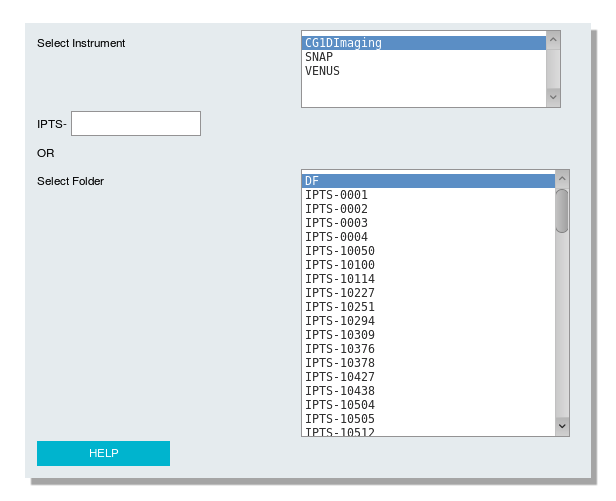 Select Instrument
CG1DImaging
SNAP
VENUS
IPTS-
OR
Select Folder
DF
IPTS-0001
IPTS-0002
IPTS-0003
IPTS-0004
IPTS-10050
IPTS-10100
IPTS-10114
IPTS-10227
IPTS-10251
IPTS-10294
IPTS-10309
IPTS-10376
IPTS-10378
IPTS-10427
IPTS-10438
IPTS-10504
IPTS-10505
IPTS-10512
HELP